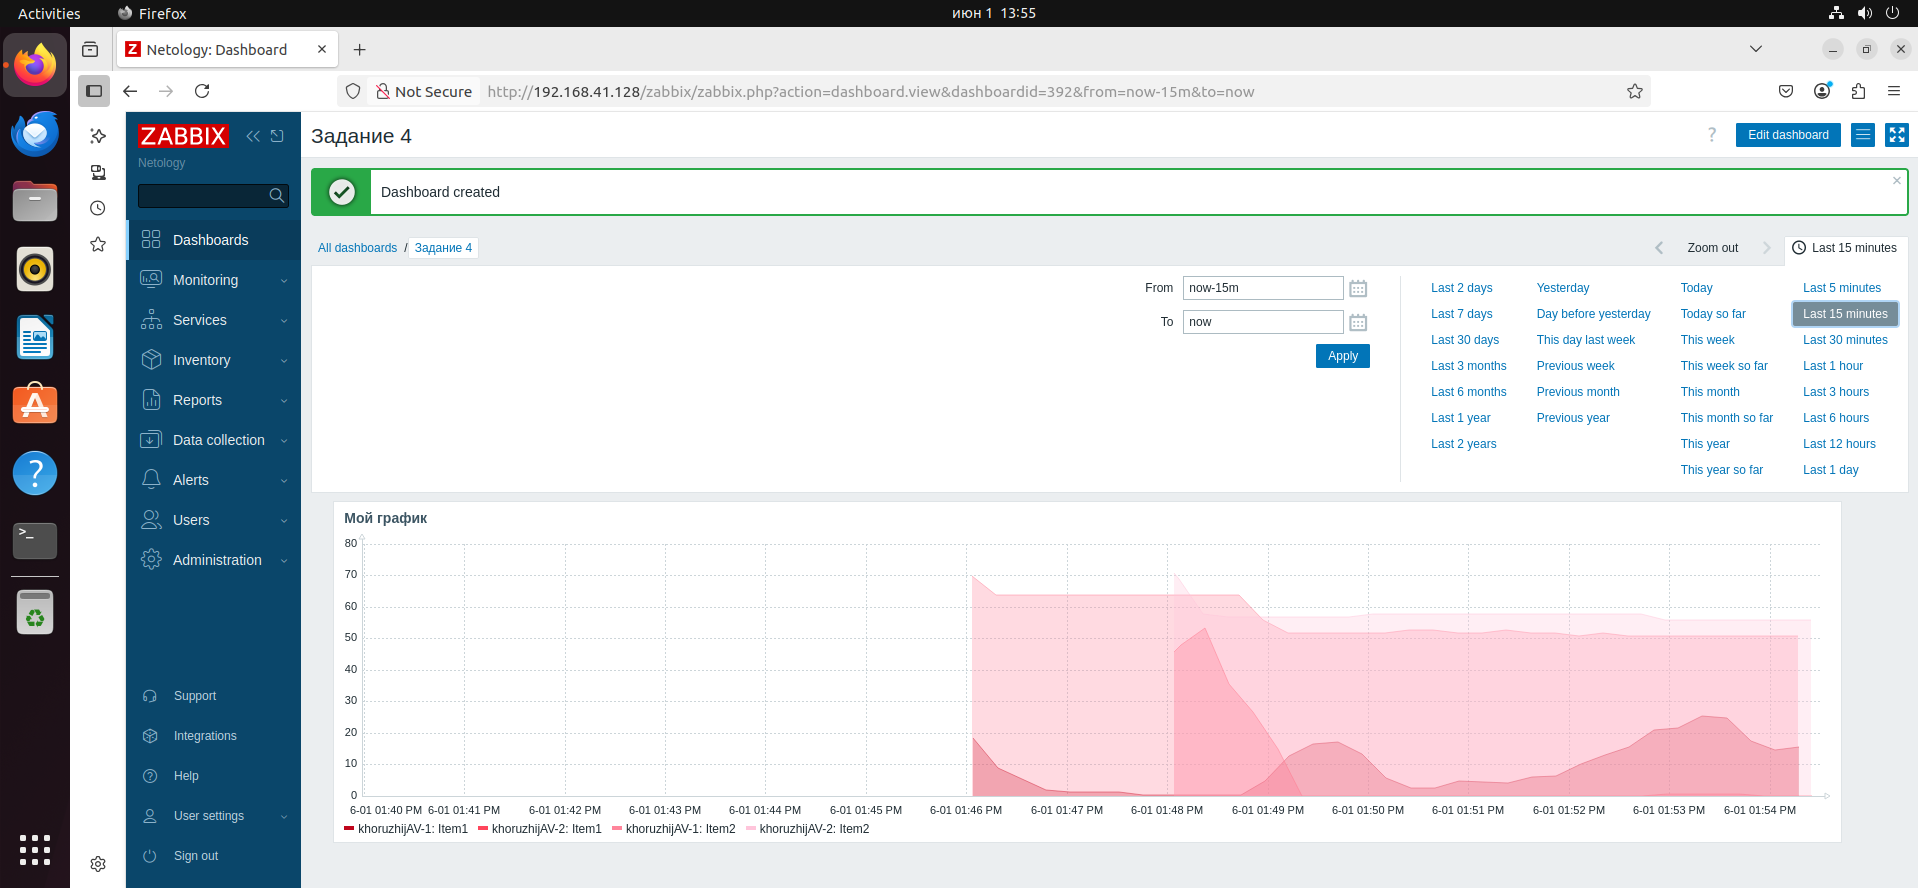 Activities Firefox июн 1 13:55
Netology: Dashboard
Not Secure http://192.168.41.128/zabbix/zabbix.php?action=dashboard.view&dashboardid=392&from=now-15m&to=now
ZABBIX
Netology
Dashboards
Monitoring
Services
Inventory
Reports
Data collection
Alerts
Users
Administration
Support
Integrations
Help
User settings
Sign out
Задание 4
? Edit dashboard
Dashboard created
All dashboards / Задание 4
Zoom out Last 15 minutes
From now-15m
To now
Apply
Last 2 days Yesterday Today Last 5 minutes
Last 7 days Day before yesterday Today so far Last 15 minutes
Last 30 days This day last week This week Last 30 minutes
Last 3 months Previous week This week so far Last 1 hour
Last 6 months Previous month This month Last 3 hours
Last 1 year Previous year This month so far Last 6 hours
Last 2 years This year Last 12 hours
This year so far Last 1 day
Мой график
80
70
60
50
40
30
20
10
0
6-01 01:40 PM 6-01 01:41 PM 6-01 01:42 PM 6-01 01:43 PM 6-01 01:44 PM 6-01 01:45 PM 6-01 01:46 PM 6-01 01:47 PM 6-01 01:48 PM 6-01 01:49 PM 6-01 01:50 PM 6-01 01:51 PM 6-01 01:52 PM 6-01 01:53 PM 6-01 01:54 PM
khoruzhijAV-1: Item1 khoruzhijAV-2: Item1 khoruzhijAV-1: Item2 khoruzhijAV-2: Item2